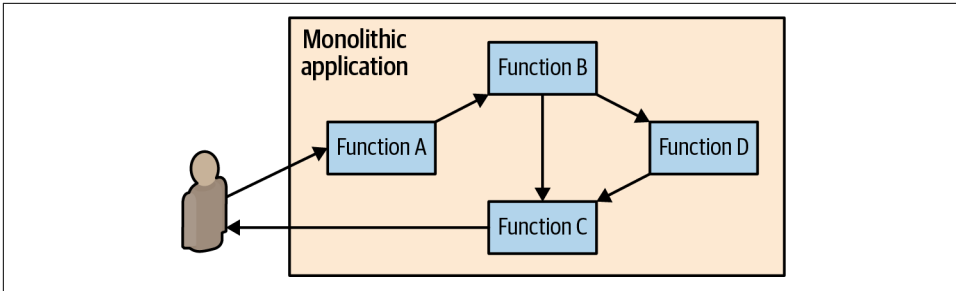 Monolithic
application
Function B
Function A
Function D
Function C